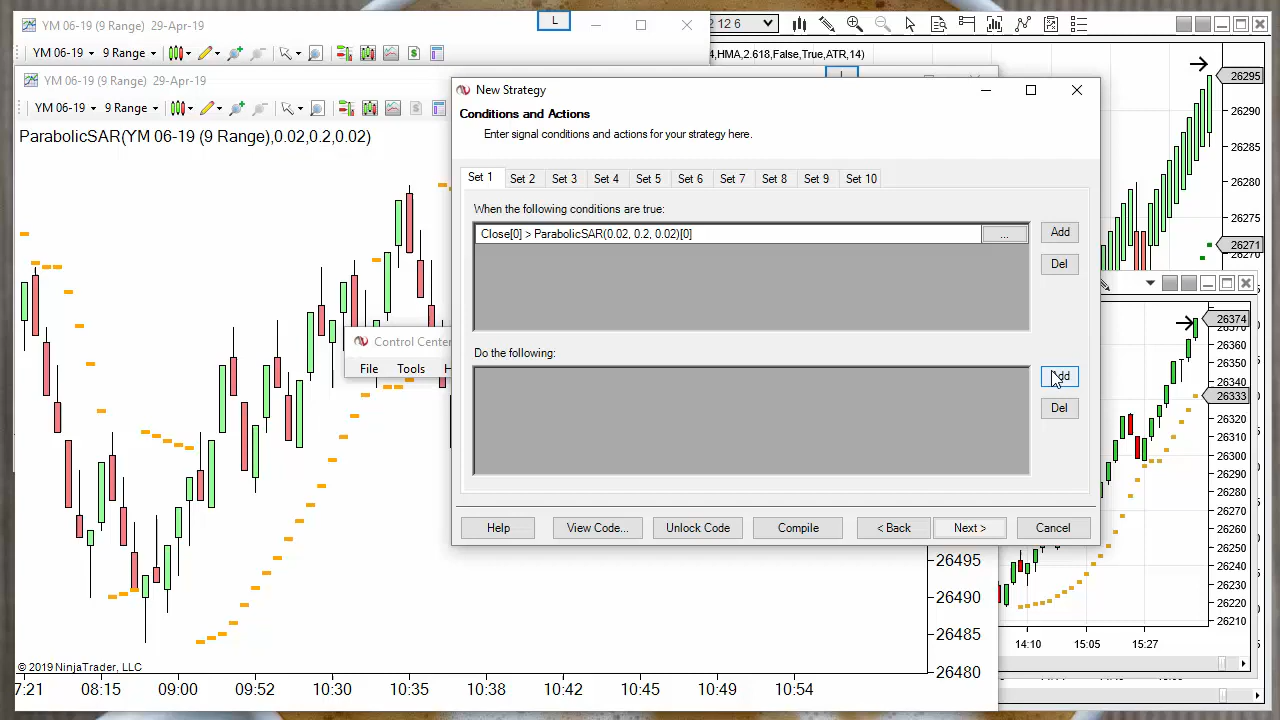 YM 06-19 (9 Range)  29-Apr-19
L
YM 06-19  9 Range
12 6
4,HMA,2.618,False,True,ATR,14)
YM 06-19 (9 Range)  29-Apr-19
YM 06-19  9 Range
ParabolicSAR(YM 06-19 (9 Range),0.02,0.2,0.02)
New Strategy
Conditions and Actions
Enter signal conditions and actions for your strategy here.
Set 1  Set 2  Set 3  Set 4  Set 5  Set 6  Set 7  Set 8  Set 9  Set 10
When the following conditions are true:
Close[0] > ParabolicSAR(0.02, 0.2, 0.02)[0]
...
Add
Del
Do the following:
Del
Help  View Code...  Unlock Code  Compile  < Back  Next >  Cancel
Control Center
File  Tools  H
26295
26290
26285
26280
26275
26271
26270
26374
26360
26350
26340
26333
26320
26310
26300
26290
26280
26270
26260
26250
26240
26230
26220
26210
14:10  15:05  15:27
26495
26490
26485
26480
© 2019 NinjaTrader, LLC
7:21  08:15  09:00  09:52  10:30  10:35  10:38  10:42  10:45  10:49  10:54